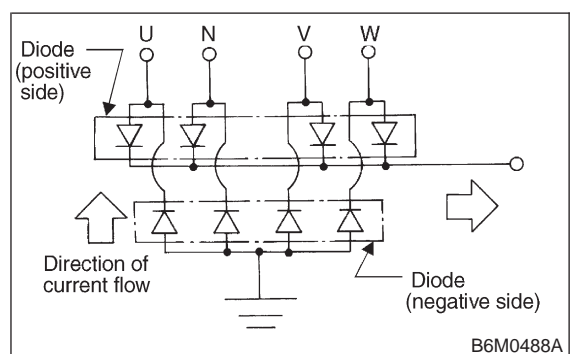 U N V W
Diode
(positive
side)
Direction of
current flow
Diode
(negative side)
B6M0488A